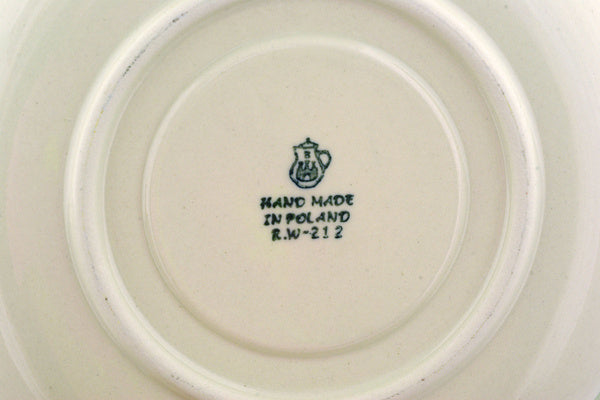 B
HAND MADE
IN POLAND
R.W-212